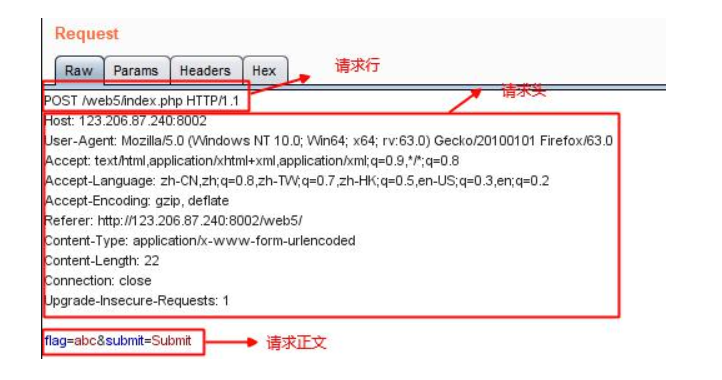 Request
Raw Params Headers Hex
请求行
POST /web5/index.php HTTP/1.1
请求头
Host: 123.206.87.240:8002
User-Agent: Mozilla/5.0 (Windows NT 10.0; Win64; x64; rv:63.0) Gecko/20100101 Firefox/63.0
Accept: text/html,application/xhtml+xml,application/xml;q=0.9,*/*;q=0.8
Accept-Language: zh-CN,zh;q=0.8,zh-TW;q=0.7,zh-HK;q=0.5,en-US;q=0.3,en;q=0.2
Accept-Encoding: gzip, deflate
Referer: http://123.206.87.240:8002/web5/
Content-Type: application/x-www-form-urlencoded
Content-Length: 22
Connection: close
Upgrade-Insecure-Requests: 1
flag=abc&submit=Submit
请求正文